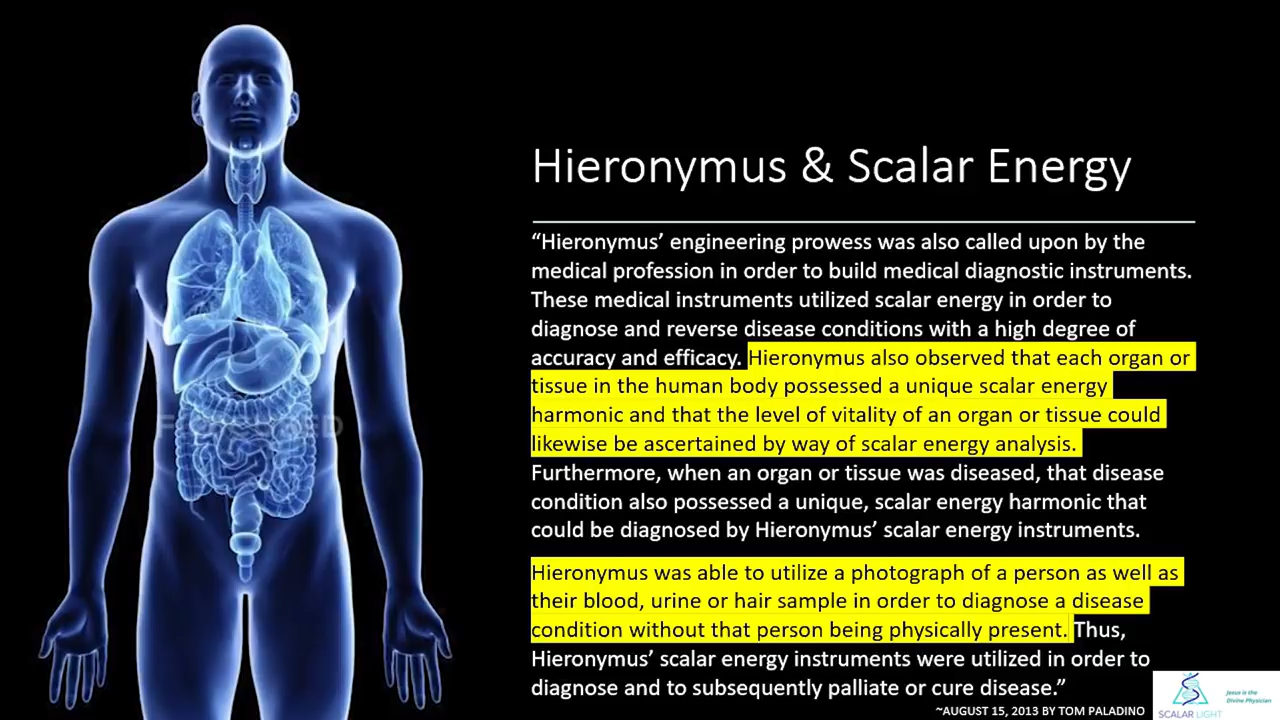 Hieronymus & Scalar Energy
“Hieronymus’ engineering prowess was also called upon by the
medical profession in order to build medical diagnostic instruments.
These medical instruments utilized scalar energy in order to
diagnose and reverse disease conditions with a high degree of
accuracy and efficacy. Hieronymus also observed that each organ or
tissue in the human body possessed a unique scalar energy
harmonic and that the level of vitality of an organ or tissue could
likewise be ascertained by way of scalar energy analysis.
Furthermore, when an organ or tissue was diseased, that disease
condition also possessed a unique, scalar energy harmonic that
could be diagnosed by Hieronymus’ scalar energy instruments.
Hieronymus was able to utilize a photograph of a person as well as
their blood, urine or hair sample in order to diagnose a disease
condition without that person being physically present. Thus,
Hieronymus’ scalar energy instruments were utilized in order to
diagnose and to subsequently palliate or cure disease.”
~AUGUST 15, 2013 BY TOM PALADINO
SCALAR LIGHT
Jesus is the
Divine Physician